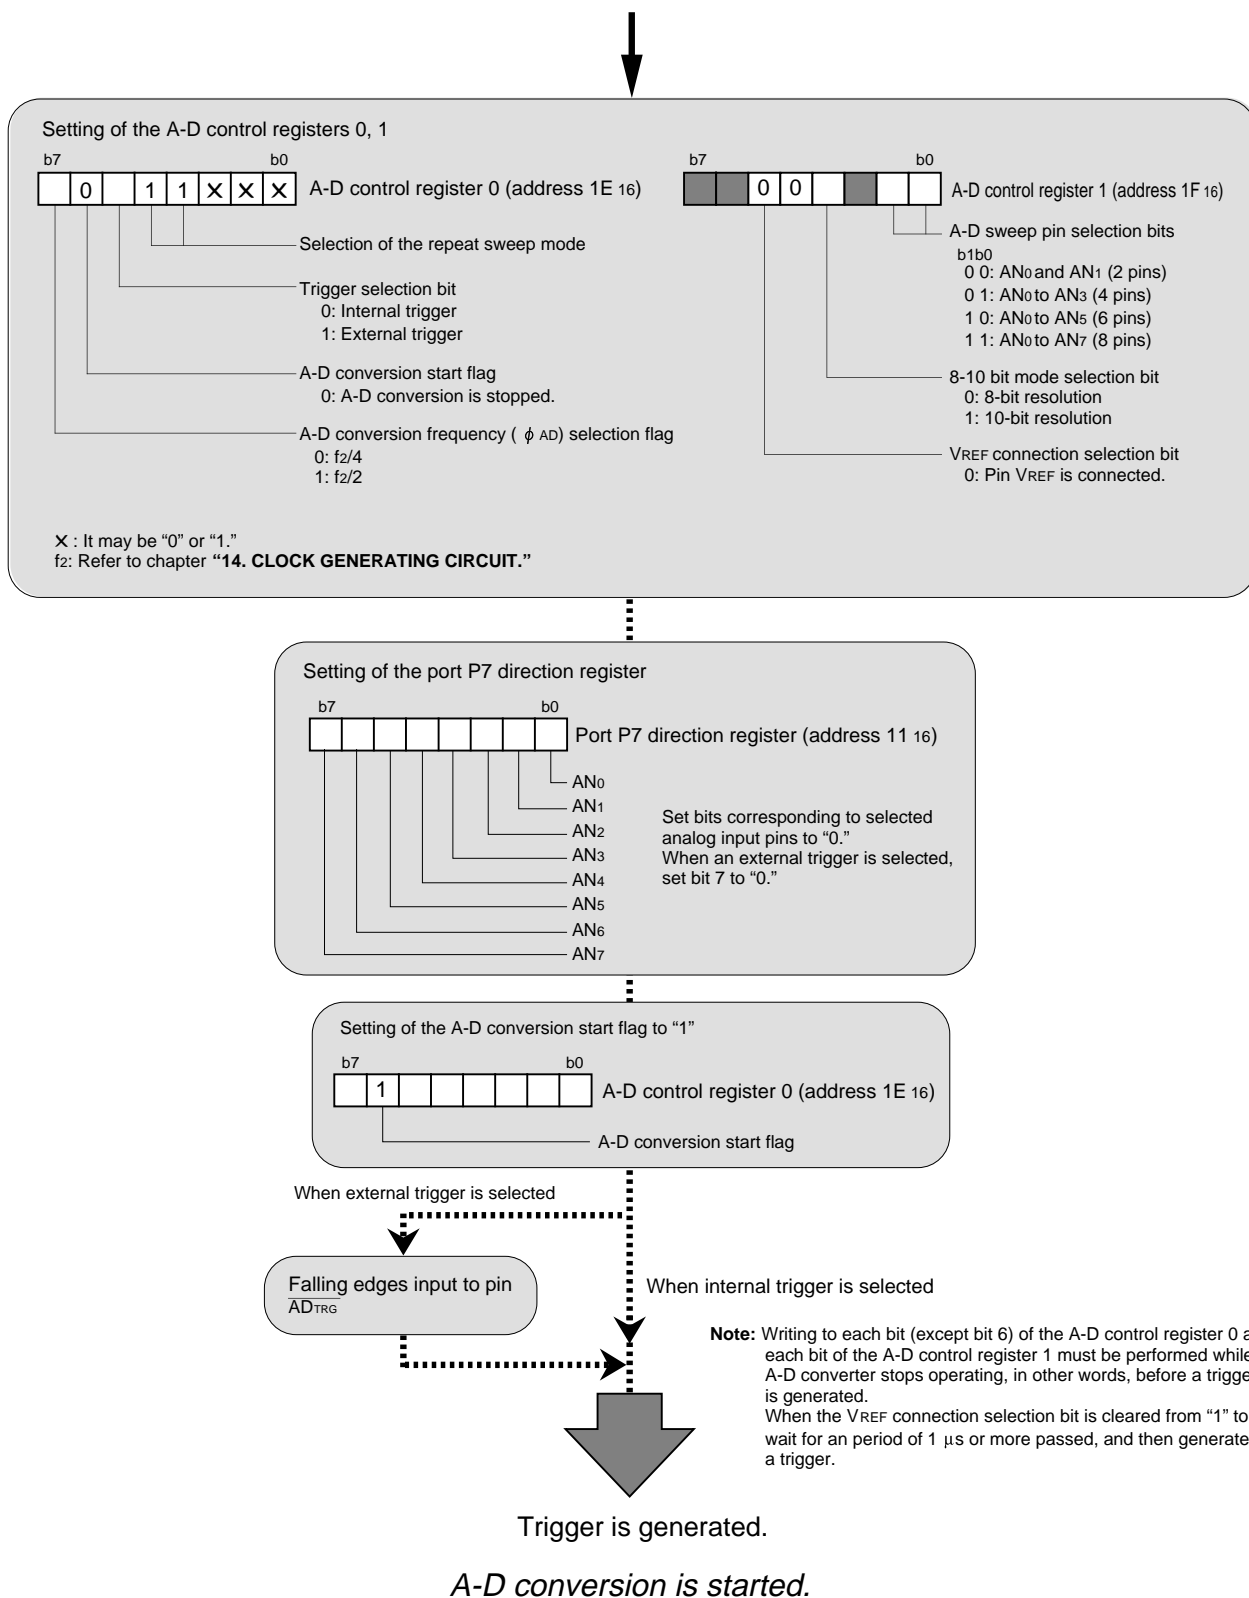 Setting of the A-D control registers 0, 1
b7 b0
0 1 1 X X X A-D control register 0 (address 1E 16)
Selection of the repeat sweep mode
Trigger selection bit
0: Internal trigger
1: External trigger
A-D conversion start flag
0: A-D conversion is stopped.
A-D conversion frequency ( ϕ AD) selection flag
0: f2/4
1: f2/2
b7 b0
0 0 A-D control register 1 (address 1F 16)
A-D sweep pin selection bits
b1b0
0 0: AN0 and AN1 (2 pins)
0 1: AN0 to AN3 (4 pins)
1 0: AN0 to AN5 (6 pins)
1 1: AN0 to AN7 (8 pins)
8-10 bit mode selection bit
0: 8-bit resolution
1: 10-bit resolution
VREF connection selection bit
0: Pin VREF is connected.
X : It may be “0” or “1.”
f2: Refer to chapter “14. CLOCK GENERATING CIRCUIT.”
Setting of the port P7 direction register
b7 b0
Port P7 direction register (address 11 16)
AN0
AN1
AN2
AN3
AN4
AN5
AN6
AN7
Set bits corresponding to selected
analog input pins to “0.”
When an external trigger is selected,
set bit 7 to “0.”
Setting of the A-D conversion start flag to “1”
b7 b0
1 A-D control register 0 (address 1E 16)
A-D conversion start flag
When external trigger is selected
Falling edges input to pin
ADTRG
When internal trigger is selected
Note: Writing to each bit (except bit 6) of the A-D control register 0 a
each bit of the A-D control register 1 must be performed while
A-D converter stops operating, in other words, before a trigge
is generated.
When the VREF connection selection bit is cleared from “1” to
wait for an period of 1 µs or more passed, and then generate
a trigger.
Trigger is generated.
A-D conversion is started.